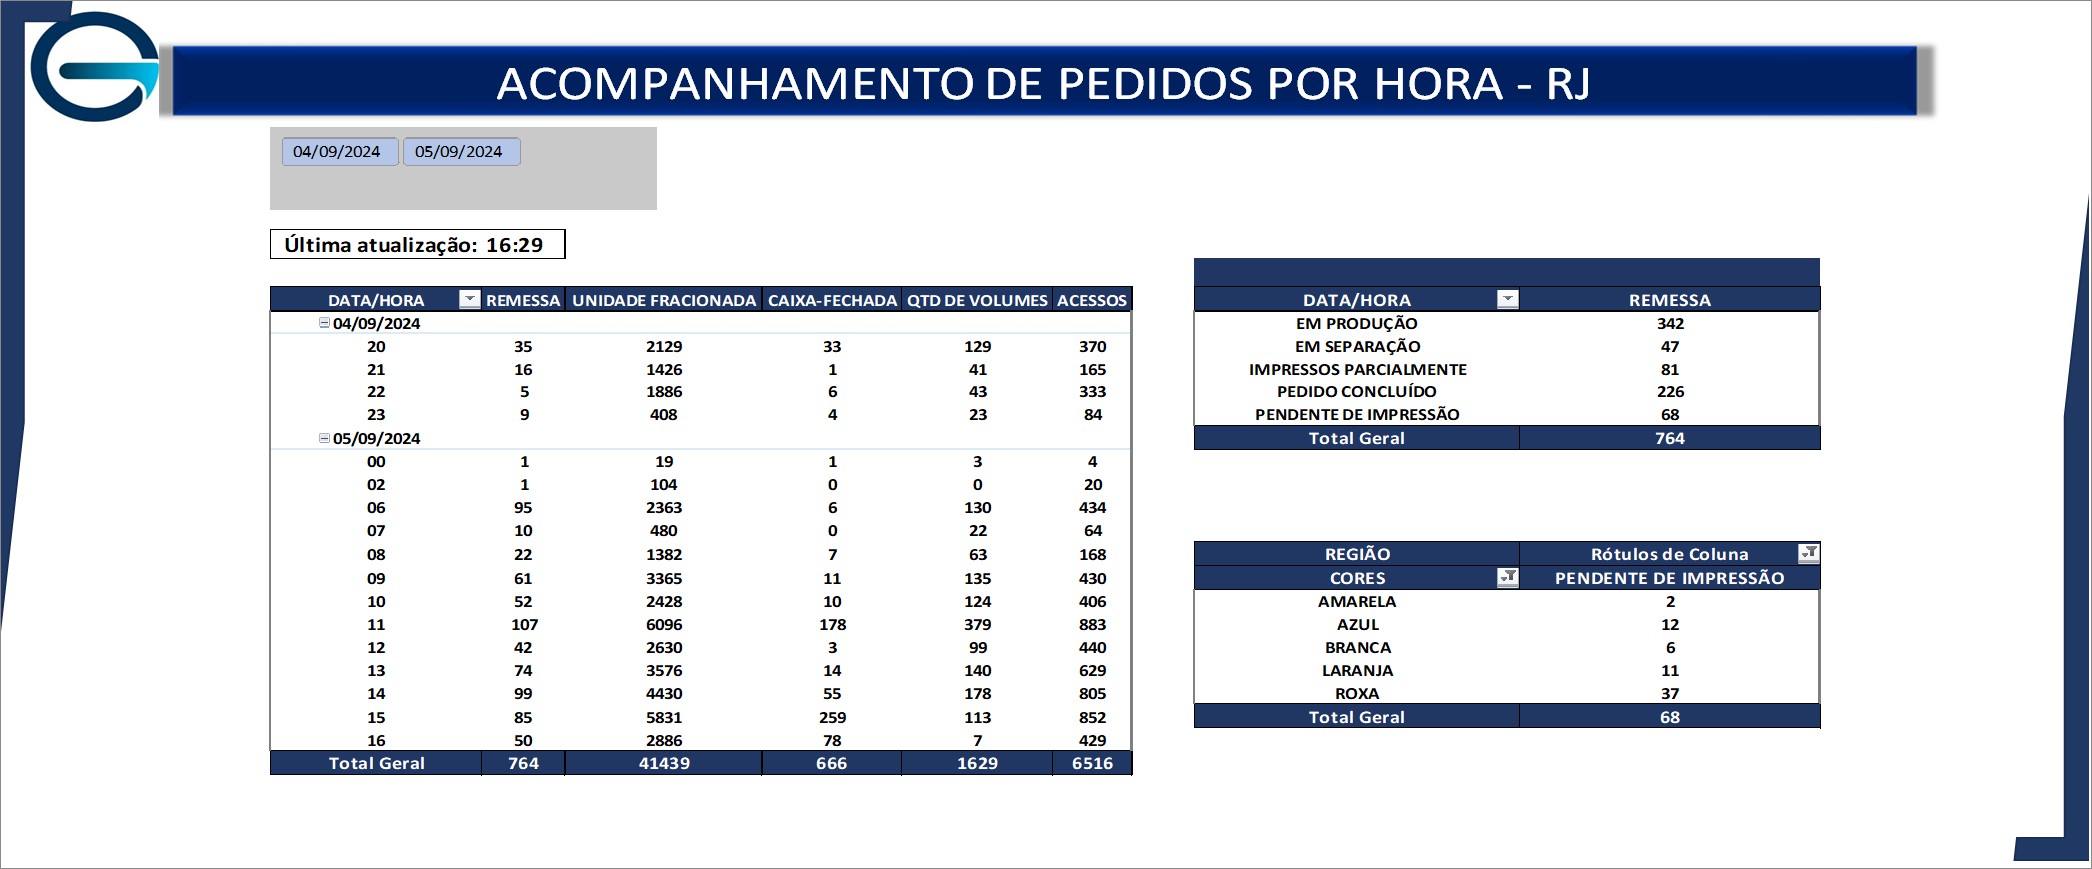 ACOMPANHAMENTO DE PEDIDOS POR HORA - RJ
04/09/2024 05/09/2024
Última atualização: 16:29
DATA/HORA REMESSA UNIDADE FRACIONADA CAIXA-FECHADA QTD DE VOLUMES ACESSOS
04/09/2024
20 35 2129 33 129 370
21 16 1426 1 41 165
22 5 1886 6 43 333
23 9 408 4 23 84
05/09/2024
00 1 19 1 3 4
02 1 104 0 0 20
06 95 2363 6 130 434
07 10 480 0 22 64
08 22 1382 7 63 168
09 61 3365 11 135 430
10 52 2428 10 124 406
11 107 6096 178 379 883
12 42 2630 3 99 440
13 74 3576 14 140 629
14 99 4430 55 178 805
15 85 5831 259 113 852
16 50 2886 78 7 429
Total Geral 764 41439 666 1629 6516
DATA/HORA REMESSA
EM PRODUÇÃO 342
EM SEPARAÇÃO 47
IMPRESSOS PARCIALMENTE 81
PEDIDO CONCLUÍDO 226
PENDENTE DE IMPRESSÃO 68
Total Geral 764
REGIÃO Rótulos de Coluna
CORES PENDENTE DE IMPRESSÃO
AMARELA 2
AZUL 12
BRANCA 6
LARANJA 11
ROXA 37
Total Geral 68